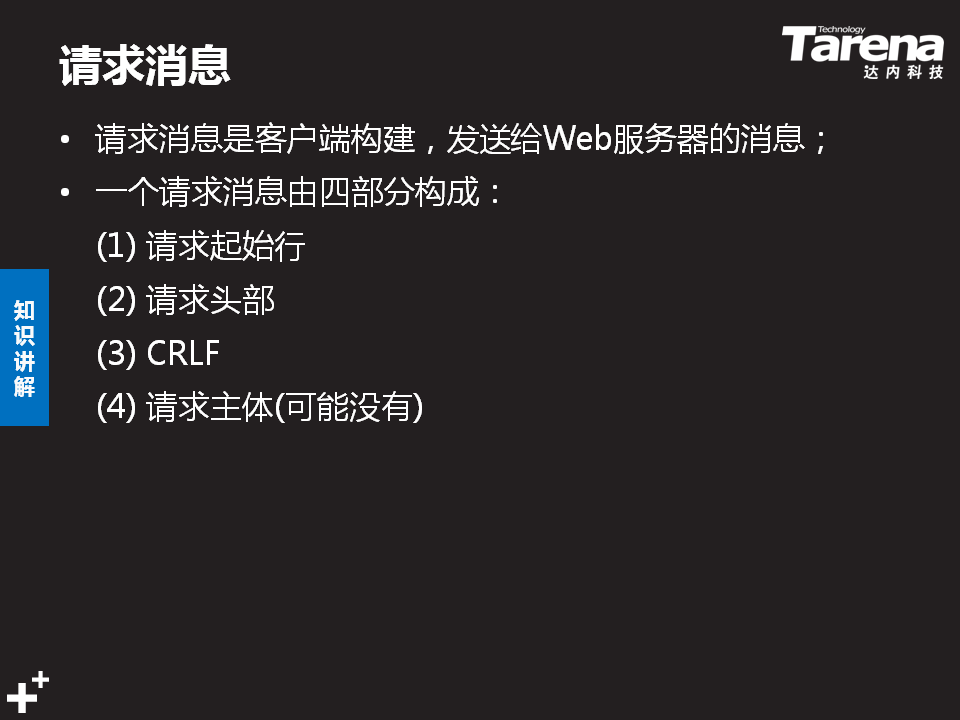 请求消息
Technology
Tarena
达内科技
• 请求消息是客户端构建，发送给Web服务器的消息；
• 一个请求消息由四部分构成：
(1) 请求起始行
(2) 请求头部
(3) CRLF
(4) 请求主体(可能没有)
知识讲解